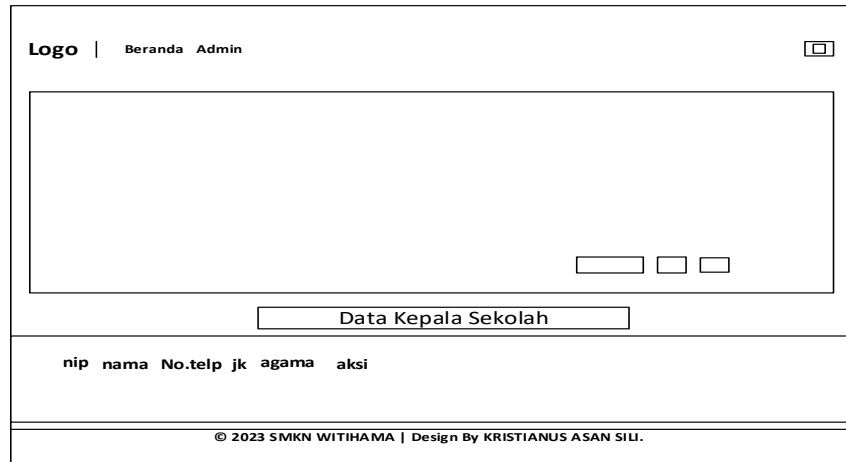 Logo | Beranda Admin
Data Kepala Sekolah
nip nama No.telp jk agama aksi
© 2023 SMKN WITIHAMA | Design By KRISTIANUS ASAN SILI.